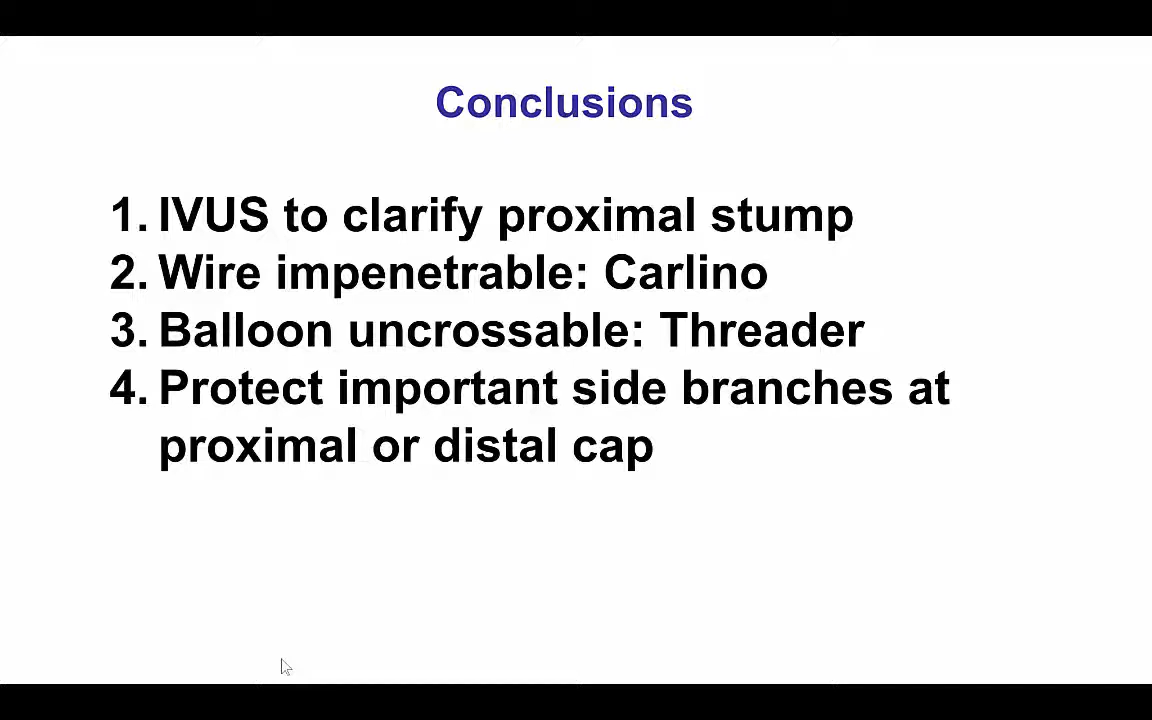 Conclusions
1. IVUS to clarify proximal stump
2. Wire impenetrable: Carlino
3. Balloon uncrossable: Threader
4. Protect important side branches at
proximal or distal cap